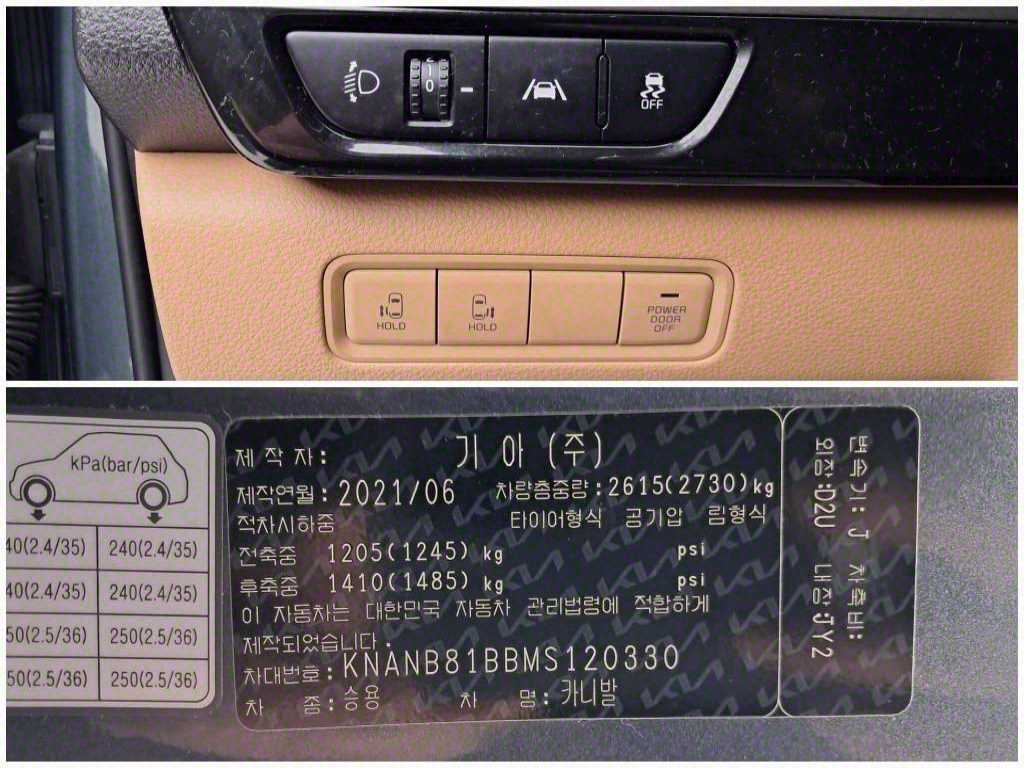 1
0
OFF
HOLD
HOLD
POWER
DOOR
OFF
kPa(bar/psi)
40(2.4/35) 240(2.4/35)
40(2.4/35) 240(2.4/35)
50(2.5/36) 250(2.5/36)
50(2.5/36) 250(2.5/36)
제 작 자: 기 아 (주)
제작연월: 2021/06 차량총중량: 2615(2730)kg
적차시하중 타이어형식 공기압 림형식
전축중 1205(1245) kg psi
후축중 1410(1485) kg psi
이 자동차는 대한민국 자동차 관리법령에 적합하게
제작되었습니다.
차대번호: KNANB81BBMS120330
차 종: 승용 차 명: 카니발
변속기: J 차축비:
외장:D2U 내장:JY2